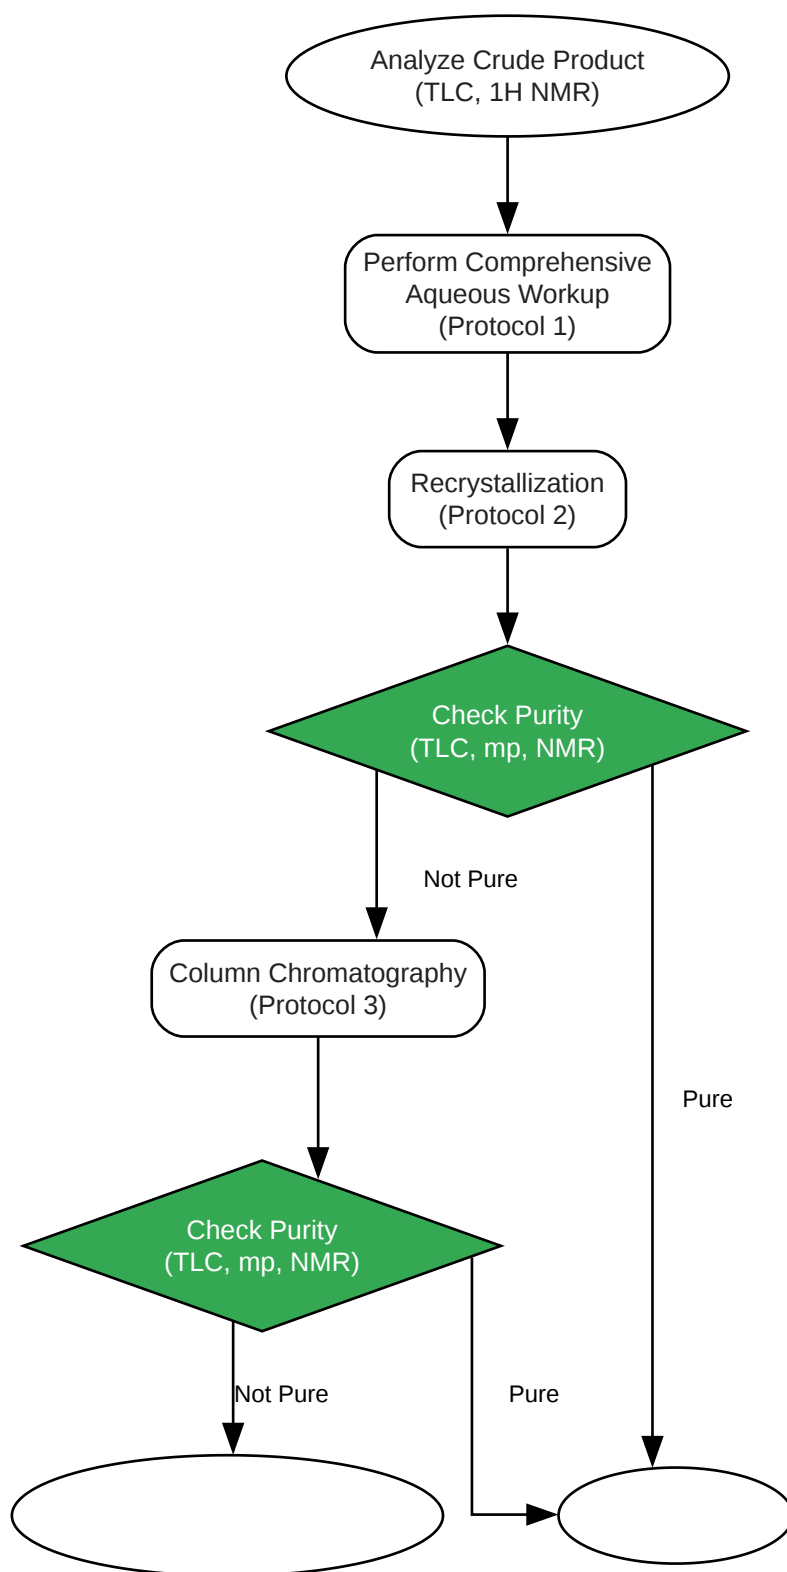 Analyze Crude Product
(TLC, 1H NMR)
Perform Comprehensive
Aqueous Workup
(Protocol 1)
Recrystallization
(Protocol 2)
Check Purity
(TLC, mp, NMR)
Not Pure
Column Chromatography
(Protocol 3)
Pure
Check Purity
(TLC, mp, NMR)
Not Pure
Pure